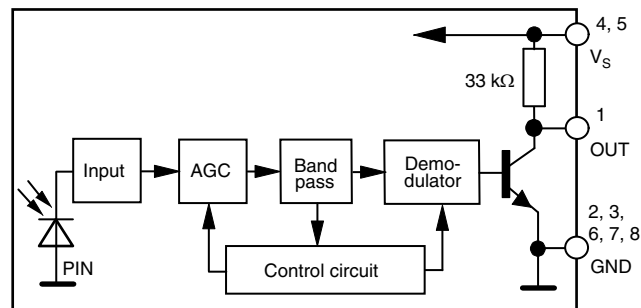 4, 5
V_S
33 kΩ
1
OUT
Input
AGC
Band
pass
Demo-
dulator
2, 3,
6, 7, 8
GND
PIN
Control circuit